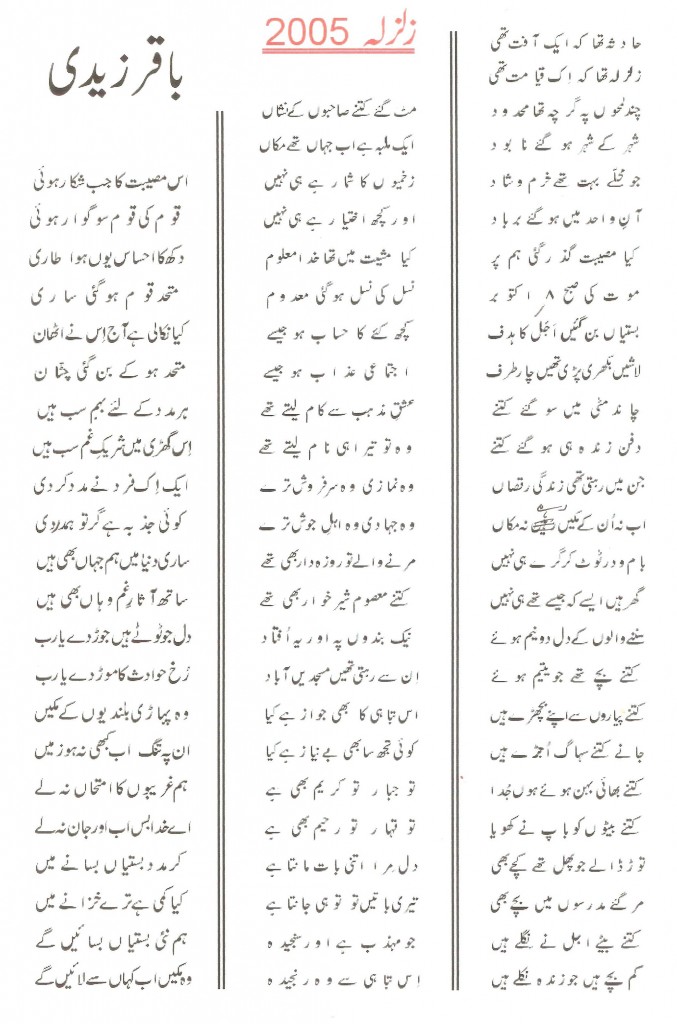 زلزلہ 2005
باقر زیدی
حادثہ تھا کہ ایک آفت تھی
زلزلہ تھا کہ اِک قیامت تھی
چند لمحوں پہ گرچہ تھا محدود
شہر کے شہر ہو گئے نابود
جو محلّے بہت تھے خرم و شاد
آنِ واحد میں ہو گئے برباد
کیا مصیبت گذر گئی ہم پر
موت کی صبح ۸ اکتوبر
بستیاں بن گئیں اَجَل کا ہدف
لاشیں بکھری پڑی تھیں چار طرف
چاند مٹی میں سو گئے کتنے
دفن زندہ ہی ہو گئے کتنے
جن میں رہتی تھی زندگی رقصاں
اب نہ اُن کے مکیں نہ مکاں
بام و در ٹوٹ کر گرے ہی نہیں
گھر ہیں ایسے کہ جیسے تھے ہی نہیں
سننے والوں کے دل دو نیم ہوئے
کتنے بچے تھے جو یتیم ہوئے
کتنے پیاروں سے اپنے بچھڑے ہیں
جانے کتنے سہاگ اُجڑے ہیں
کتنے بھائی بہن ہوئے ہوں جُدا
کتنے بیٹوں کو باپ نے کھویا
توڑ ڈالے جو پھل تھے کچے بھی
مر گئے مدرسوں میں بچے بھی
کتنے بیٹے اجل نے نگلے ہیں
کم بچے ہیں جو زندہ نکلے ہیں
مٹ گئے کتنے صاحبوں کے نشاں
ایک ملبہ ہے اب جہاں تھے مکاں
زخمیوں کا شمار ہے ہی نہیں
اور کچھ اختیار ہے ہی نہیں
کیا مشیت میں تھا خدا معلوم
نسل کی نسل ہو گئی معدوم
کچھ گئے کا حساب ہو جیسے
اجتماعی عذاب ہو جیسے
عشقِ مذہب سے کام لیتے تھے
وہ تو تیرا ہی نام لیتے تھے
وہ نمازی وہ سرفروش ترے
وہ جہادی وہ اہلِ جوش ترے
مرنے والے تو روزہ دار بھی تھے
کتنے معصوم شیر خوار بھی تھے
نیک بندوں پہ اور یہ اُفتاد
اِن سے رہتی تھیں مسجدیں آباد
اس تباہی کا بھی جواز ہے کیا
کوئی تجھ سا بھی بے نیاز ہے کیا
تو جبار تو کریم بھی ہے
تو قہار تو رحیم بھی ہے
دل مرا اتنی بات مانتا ہے
تیری باتیں تو تو ہی جانتا ہے
جو مہذب ہے اور سنجیدہ
اِس تباہی سے وہ رنجیدہ
اس مصیبت کا جب شکار ہوئی
قوم کی قوم سوگوار ہوئی
دکھ کا احساس یوں ہوا طاری
متحد قوم ہو گئی ساری
کیا نکالی ہے آج اِس نے اٹھان
متحد ہو کے بن گئی چٹّان
ہر مدد کے لئے بہم سب ہیں
اِس گھڑی میں شریکِ غم سب ہیں
ایک اِک فرد نے مدد کر دی
کوئی جذبہ ہے گر تو ہمدردی
ساری دنیا میں ہم جہاں بھی ہیں
ساتھ آثارِ غم وہاں بھی ہیں
دل جو ٹوٹے ہیں جوڑ دے یارب
رُخ حوادث کا موڑ دے یارب
وہ پہاڑی بلندیوں کے مکیں
ان پہ تنگ اب کبھی نہ ہو زمیں
ہم غریبوں کا امتحاں نہ لے
اے خدا بس اب اور جان نہ لے
کر مدد بستیاں بسانے میں
کیا کمی ہے ترے خزانے میں
ہم نئی بستیاں بسائیں گے
وہ مکیں اب کہاں سے لائیں گے